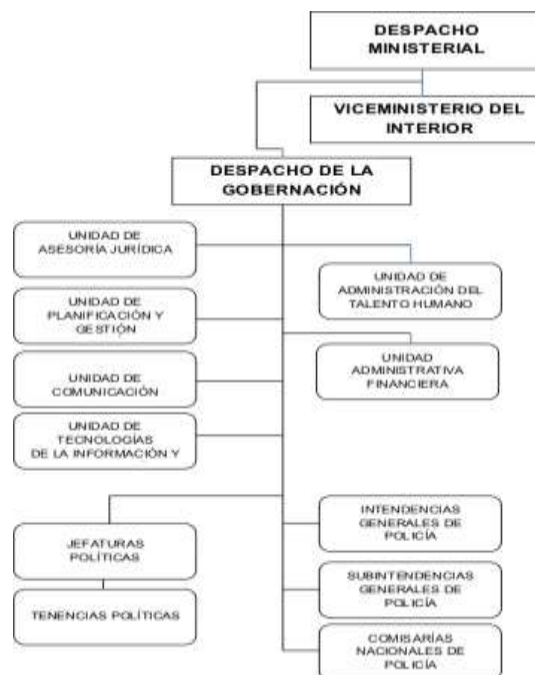 DESPACHO
MINISTERIAL
VICEMINISTERIO DEL
INTERIOR
DESPACHO DE LA
GOBERNACIÓN
UNIDAD DE
ASESORÍA JURÍDICA
UNIDAD DE
ADMINISTRACIÓN DEL
TALENTO HUMANO
UNIDAD DE
PLANIFICACIÓN Y
GESTIÓN
UNIDAD
ADMINISTRATIVA
FINANCIERA
UNIDAD DE
COMUNICACIÓN
UNIDAD DE
TECNOLOGÍAS
DE LA INFORMACIÓN Y
JEFATURAS
POLÍTICAS
TENENCIAS POLÍTICAS
INTENDENCIAS
GENERALES DE
POLICÍA
SUBINTENDENCIAS
GENERALES DE
POLICÍA
COMISARÍAS
NACIONALES DE
POLICÍA